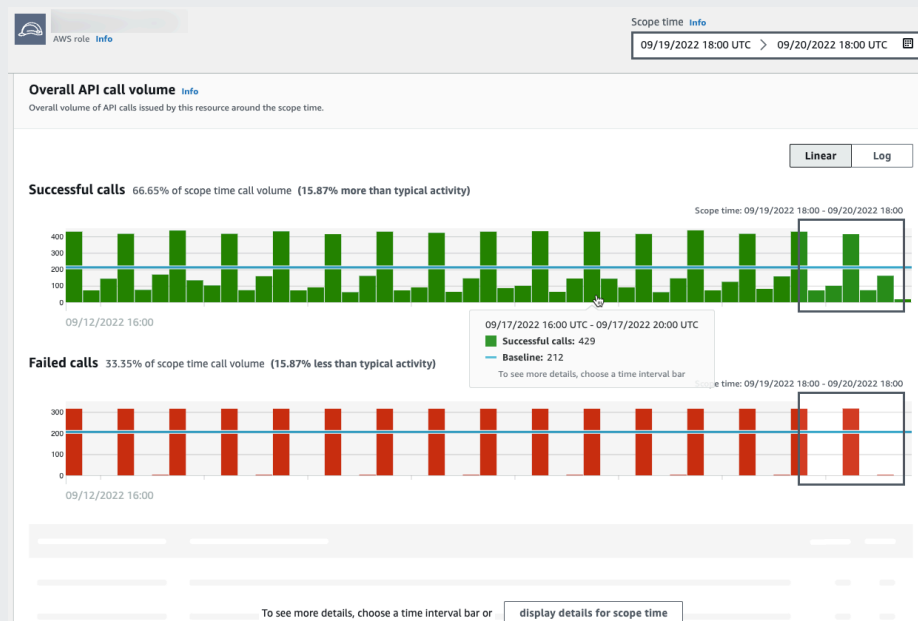 AWS role Info
Scope time Info
09/19/2022 18:00 UTC > 09/20/2022 18:00 UTC
Overall API call volume Info
Overall volume of API calls issued by this resource around the scope time.
Linear Log
Successful calls 66.65% of scope time call volume (15.87% more than typical activity)
Scope time: 09/19/2022 18:00 - 09/20/2022 18:00
400
300
200
100
0
09/12/2022 16:00
09/17/2022 16:00 UTC - 09/17/2022 20:00 UTC
Successful calls: 429
Baseline: 212
To see more details, choose a time interval bar
Failed calls 33.35% of scope time call volume (15.87% less than typical activity)
e time: 09/19/2022 18:00 - 09/20/2022 18:00
300
200
100
0
09/12/2022 16:00
To see more details, choose a time interval bar or display details for scope time